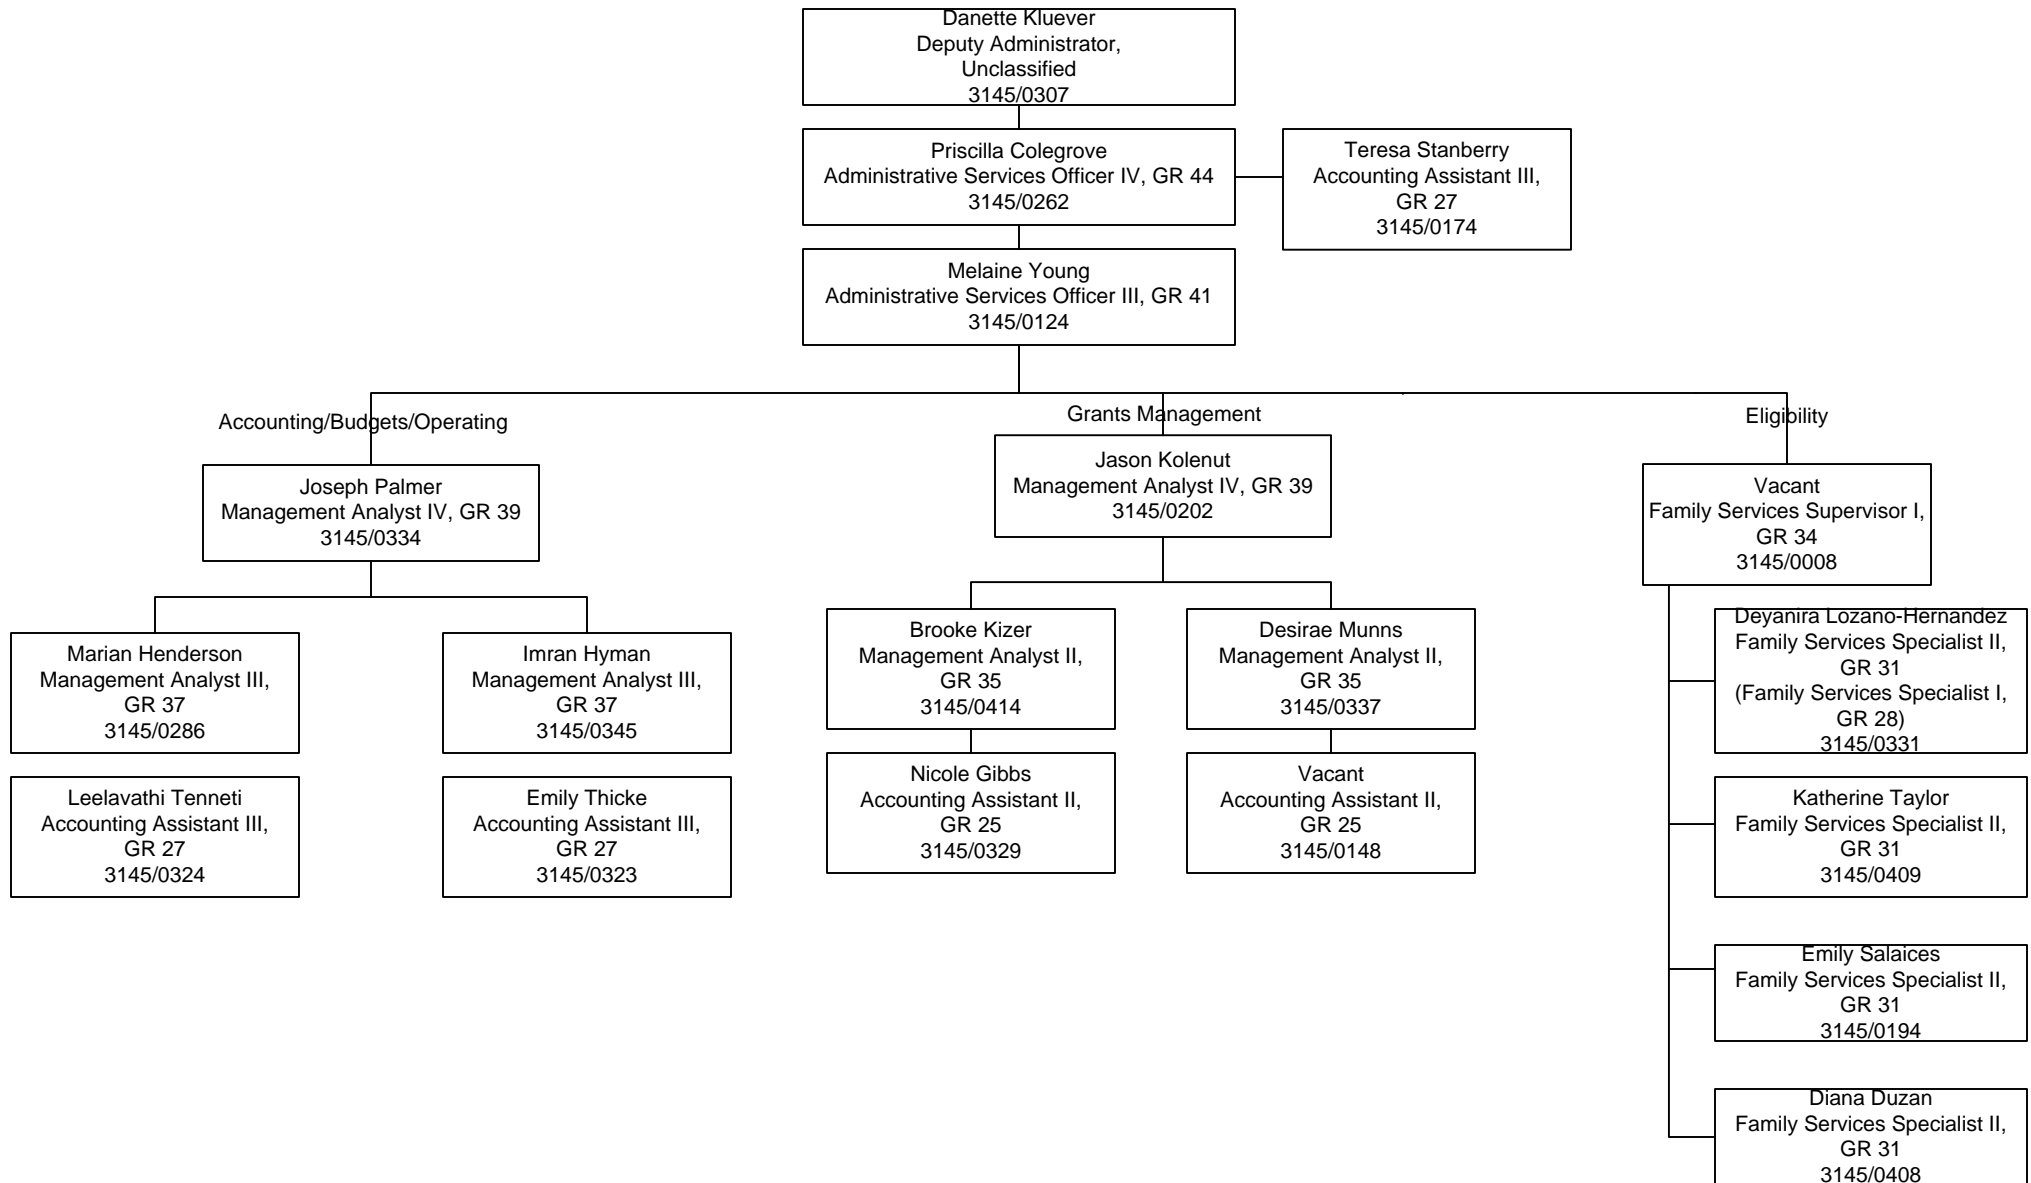 Danette Kluever
Deputy Administrator,
Unclassified
3145/0307
Priscilla Colegrove
Administrative Services Officer IV, GR 44
3145/0262
Teresa Stanberry
Accounting Assistant III,
GR 27
3145/0174
Melaine Young
Administrative Services Officer III, GR 41
3145/0124
Accounting/Budgets/Operating
Joseph Palmer
Management Analyst IV, GR 39
3145/0334
Marian Henderson
Management Analyst III,
GR 37
3145/0286
Imran Hyman
Management Analyst III,
GR 37
3145/0345
Leelavathi Tenneti
Accounting Assistant III,
GR 27
3145/0324
Emily Thicke
Accounting Assistant III,
GR 27
3145/0323
Grants Management
Jason Kolenut
Management Analyst IV, GR 39
3145/0202
Brooke Kizer
Management Analyst II,
GR 35
3145/0414
Desirae Munns
Management Analyst II,
GR 35
3145/0337
Nicole Gibbs
Accounting Assistant II,
GR 25
3145/0329
Vacant
Accounting Assistant II,
GR 25
3145/0148
Eligibility
Vacant
Family Services Supervisor I,
GR 34
3145/0008
Deyanira Lozano-Hernandez
Family Services Specialist II,
GR 31
(Family Services Specialist I,
GR 28)
3145/0331
Katherine Taylor
Family Services Specialist II,
GR 31
3145/0409
Emily Salaices
Family Services Specialist II,
GR 31
3145/0194
Diana Duzan
Family Services Specialist II,
GR 31
3145/0408